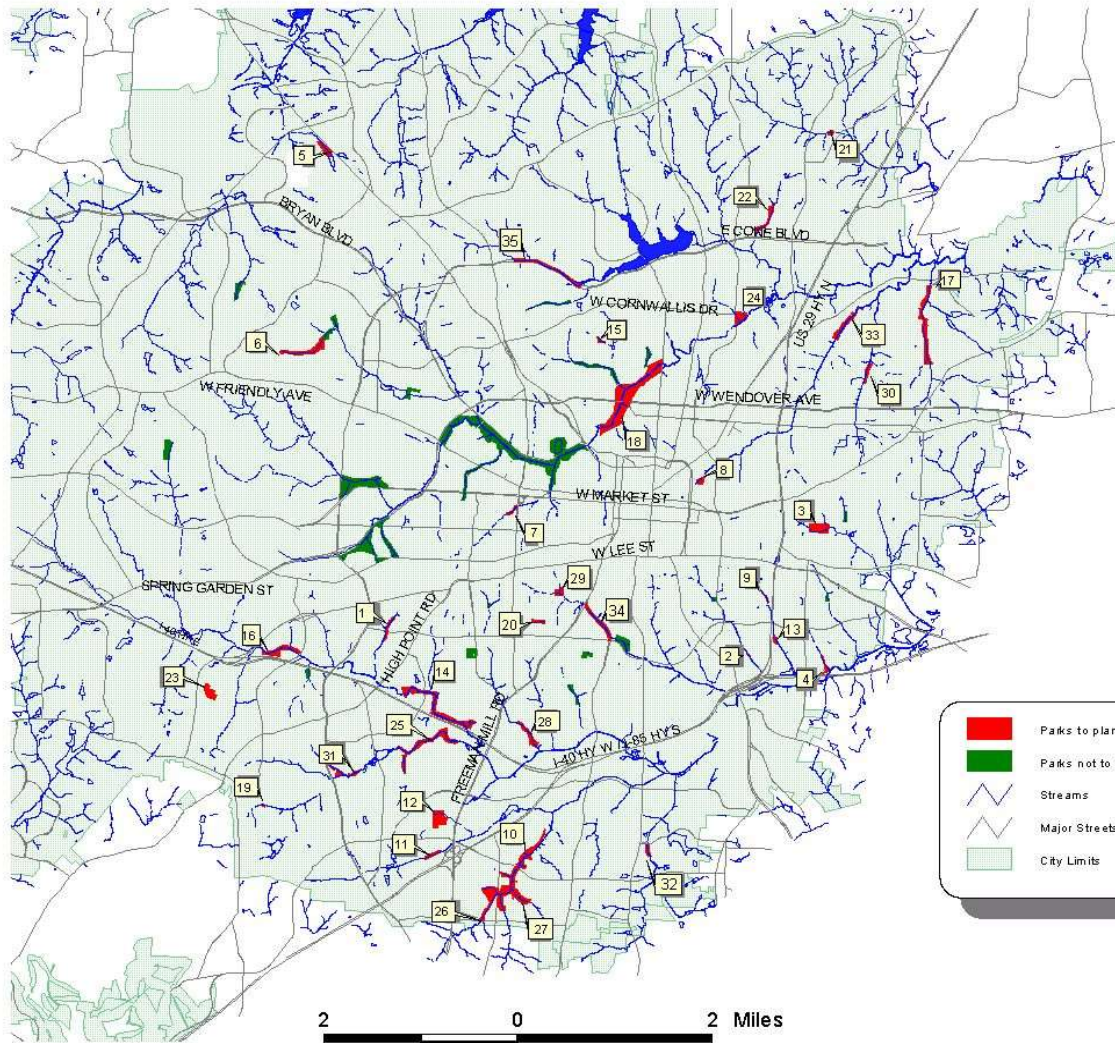 21
5
22
BRYAN BLVD
E CONE BLVD
35
17
24
W CORNWALLIS DR
US 29 HY N
15
33
6
30
W FRIENDLY AVE
W WENDOVER AVE
18
8
W MARKET ST
3
7
W LEE ST
SPRING GARDEN ST
29
9
1
34
HIGH POINT RD
20
16
13
2
23
14
4
25
28
FREEMAN MILL RD
I-40 HY W / I-85 HY S
31
19
12
10
11
32
26
27
Parks to plan
Parks not to
Streams
Major Streets
City Limits
2 0 2 Miles